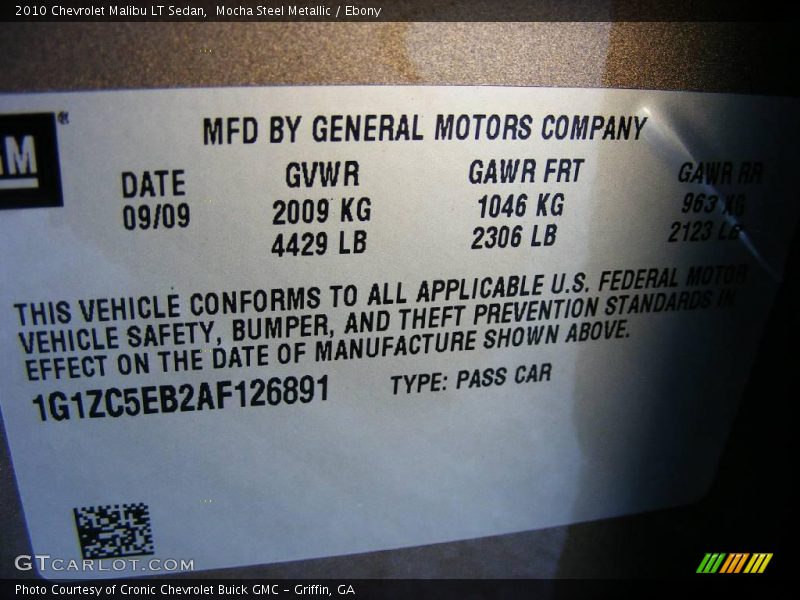 2010 Chevrolet Malibu LT Sedan, Mocha Steel Metallic / Ebony
GM®
MFD BY GENERAL MOTORS COMPANY
DATE GVWR GAWR FRT GAWR RR
09/09 2009 KG 1046 KG 963 KG
4429 LB 2306 LB 2123 LB
THIS VEHICLE CONFORMS TO ALL APPLICABLE U.S. FEDERAL MOTOR
VEHICLE SAFETY, BUMPER, AND THEFT PREVENTION STANDARDS IN
EFFECT ON THE DATE OF MANUFACTURE SHOWN ABOVE.
1G1ZC5EB2AF126891 TYPE: PASS CAR
GTCARLOT.COM
Photo Courtesy of Cronic Chevrolet Buick GMC – Griffin, GA